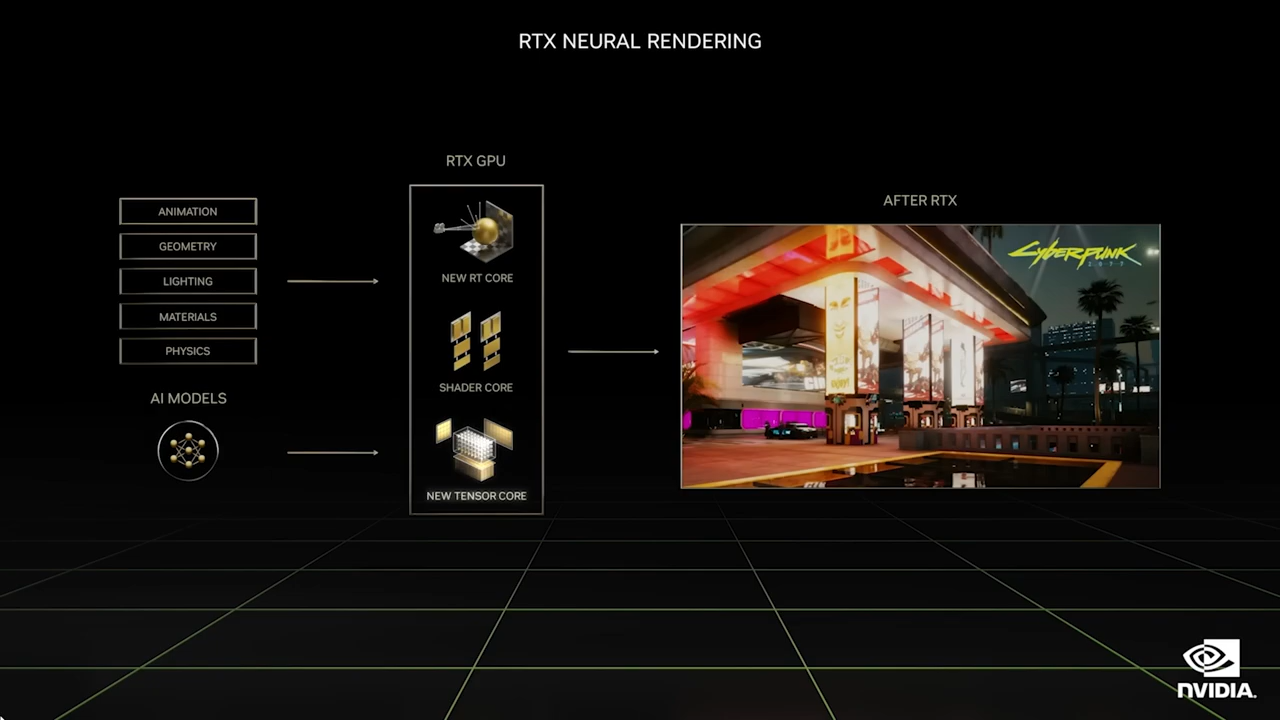 RTX NEURAL RENDERING
RTX GPU
ANIMATION
GEOMETRY
LIGHTING
MATERIALS
PHYSICS
AI MODELS
NEW RT CORE
SHADER CORE
NEW TENSOR CORE
AFTER RTX
Cyberpunk
2077
NVIDIA.